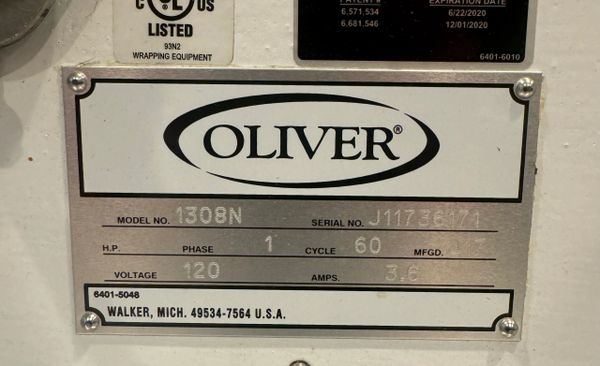 C UL US
LISTED
93N2
WRAPPING EQUIPMENT
PATENT # EXPIRATION DATE
6,571,534 6/22/2020
6,681,546 12/01/2020
6401-6010
OLIVER®
MODEL NO. 1308N SERIAL NO.
H.P. PHASE 1 CYCLE 60 MFGD.
VOLTAGE 120 AMPS. 3.6
6401-5048
WALKER, MICH. 49534-7564 U.S.A.